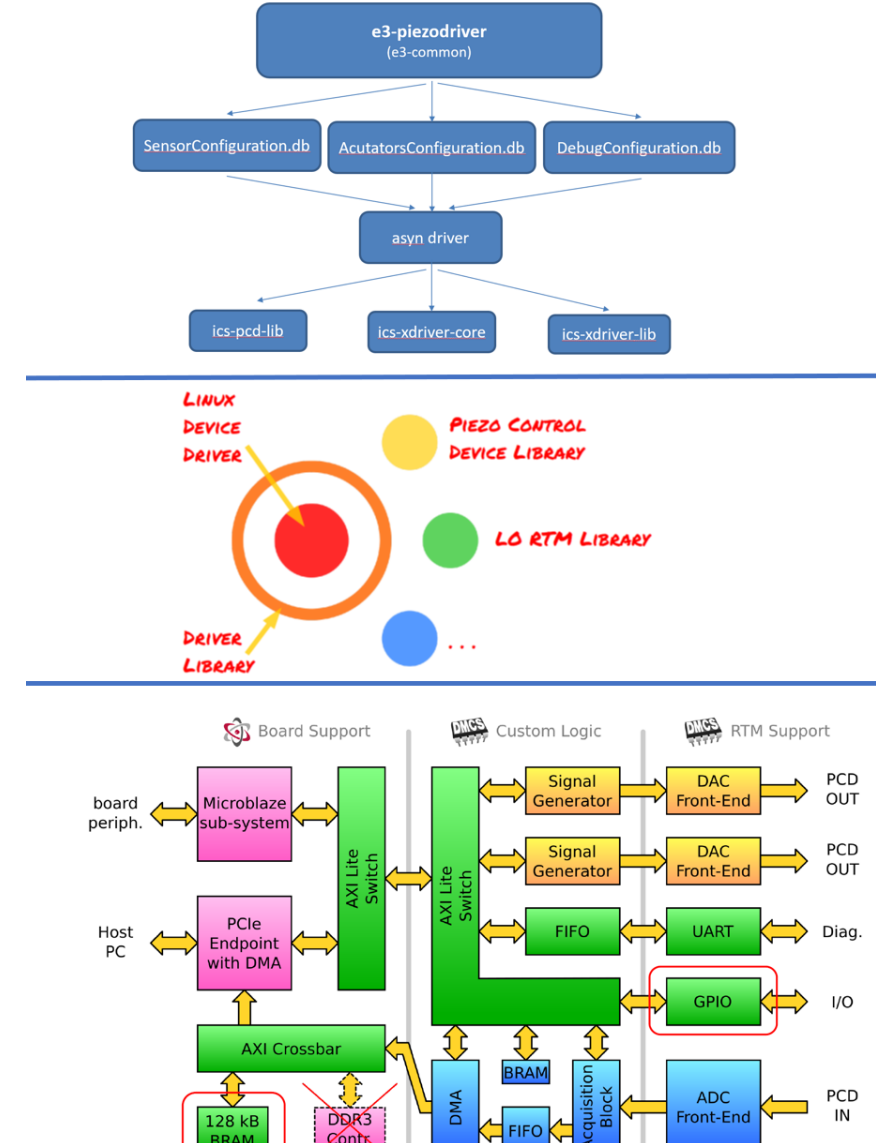 e3-piezodriver
(e3-common)
SensorConfiguration.db
AcutatorsConfiguration.db
DebugConfiguration.db
asyn driver
ics-pcd-lib
ics-xdriver-core
ics-xdriver-lib
LINUX
DEVICE
DRIVER
PIEZO CONTROL
DEVICE LIBRARY
LO RTM LIBRARY
DRIVER
LIBRARY
...
Board Support
DMCS
Custom Logic
DMCS
RTM Support
board
periph.
Microblaze
sub-system
AXI Lite
Switch
AXI Lite
Switch
Signal
Generator
DAC
Front-End
PCD
OUT
Signal
Generator
DAC
Front-End
PCD
OUT
Host
PC
PCIe
Endpoint
with DMA
FIFO
UART
Diag.
GPIO
I/O
AXI Crossbar
128 kB
BRAM
DDR3
Contr.
DMA
BRAM
FIFO
Acquisition
Block
ADC
Front-End
PCD
IN